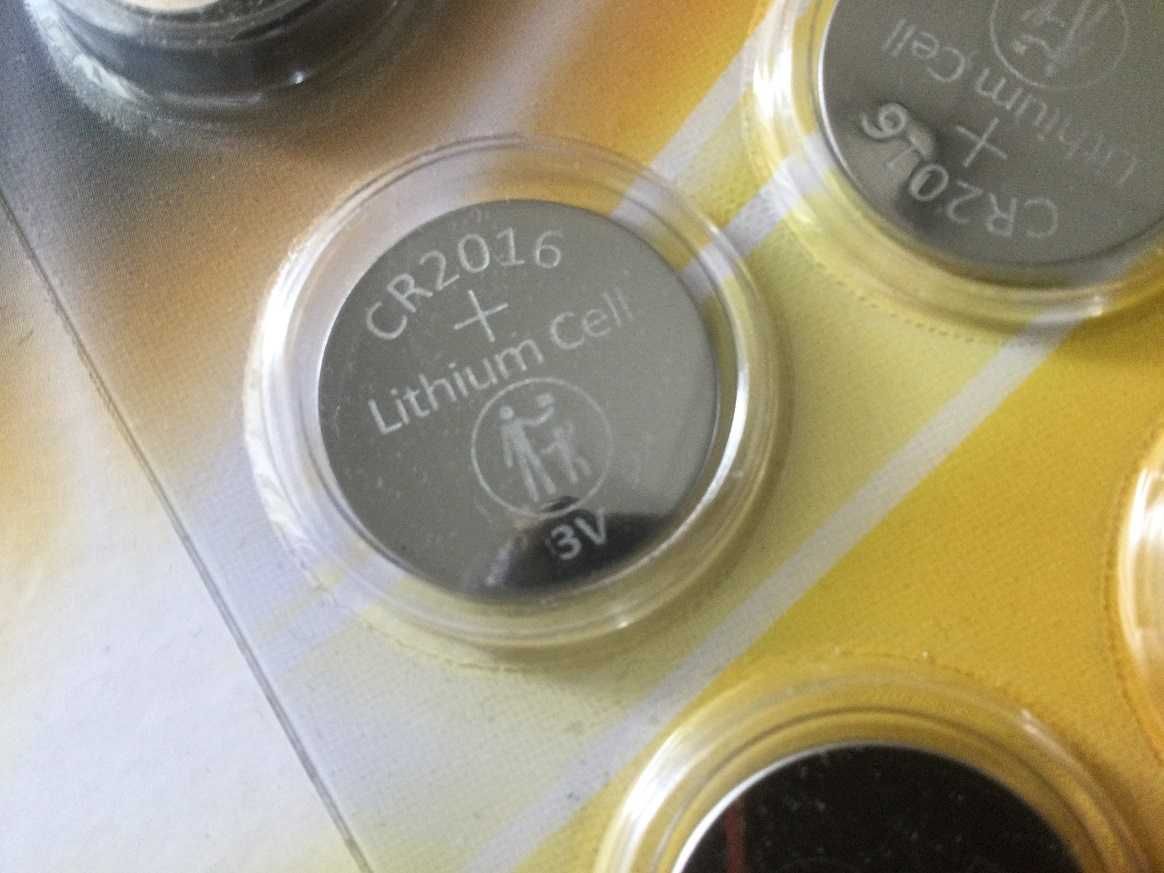 CR2016
+
Lithium Cell
3V
CR2016
+
Lithium Cell